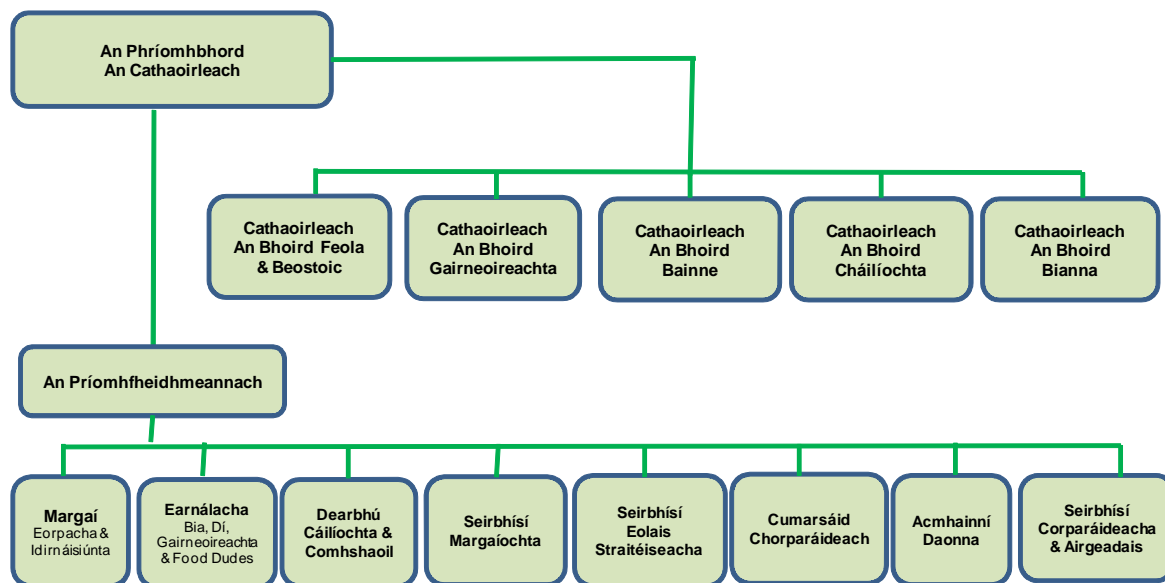 An Phríomhbhord
An Cathaoirleach
Cathaoirleach
An Bhoird Feola
& Beostoic
Cathaoirleach
An Bhoird
Gairneoireachta
Cathaoirleach
An Bhoird
Bainne
Cathaoirleach
An Bhoird
Cháilíochta
Cathaoirleach
An Bhoird
Bianna
An Príomhfheidhmeannach
Margaí
Eorpacha &
Idirnáisiúnta
Earnálacha
Bia, Dí,
Gairneoireachta
& Food Dudes
Dearbhú
Cáilíochta &
Comhshaoil
Seirbhísí
Margaíochta
Seirbhísí
Eolais
Straitéiseacha
Cumarsáid
Chorparáideach
Acmhainní
Daonna
Seirbhísí
Corparáideacha
& Airgeadais